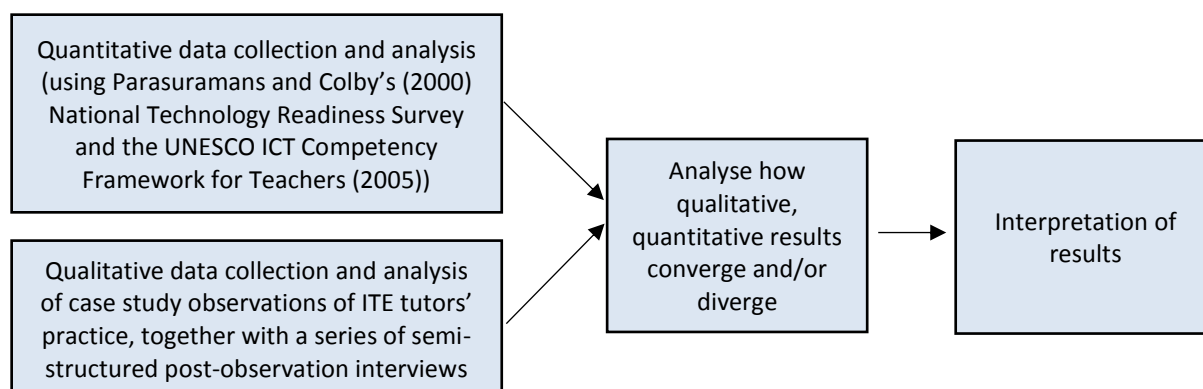 Quantitative data collection and analysis
(using Parasuramans and Colby’s (2000)
National Technology Readiness Survey
and the UNESCO ICT Competency
Framework for Teachers (2005))
Qualitative data collection and analysis
of case study observations of ITE tutors’
practice, together with a series of semi-
structured post-observation interviews
Analyse how
qualitative,
quantitative results
converge and/or
diverge
Interpretation of
results